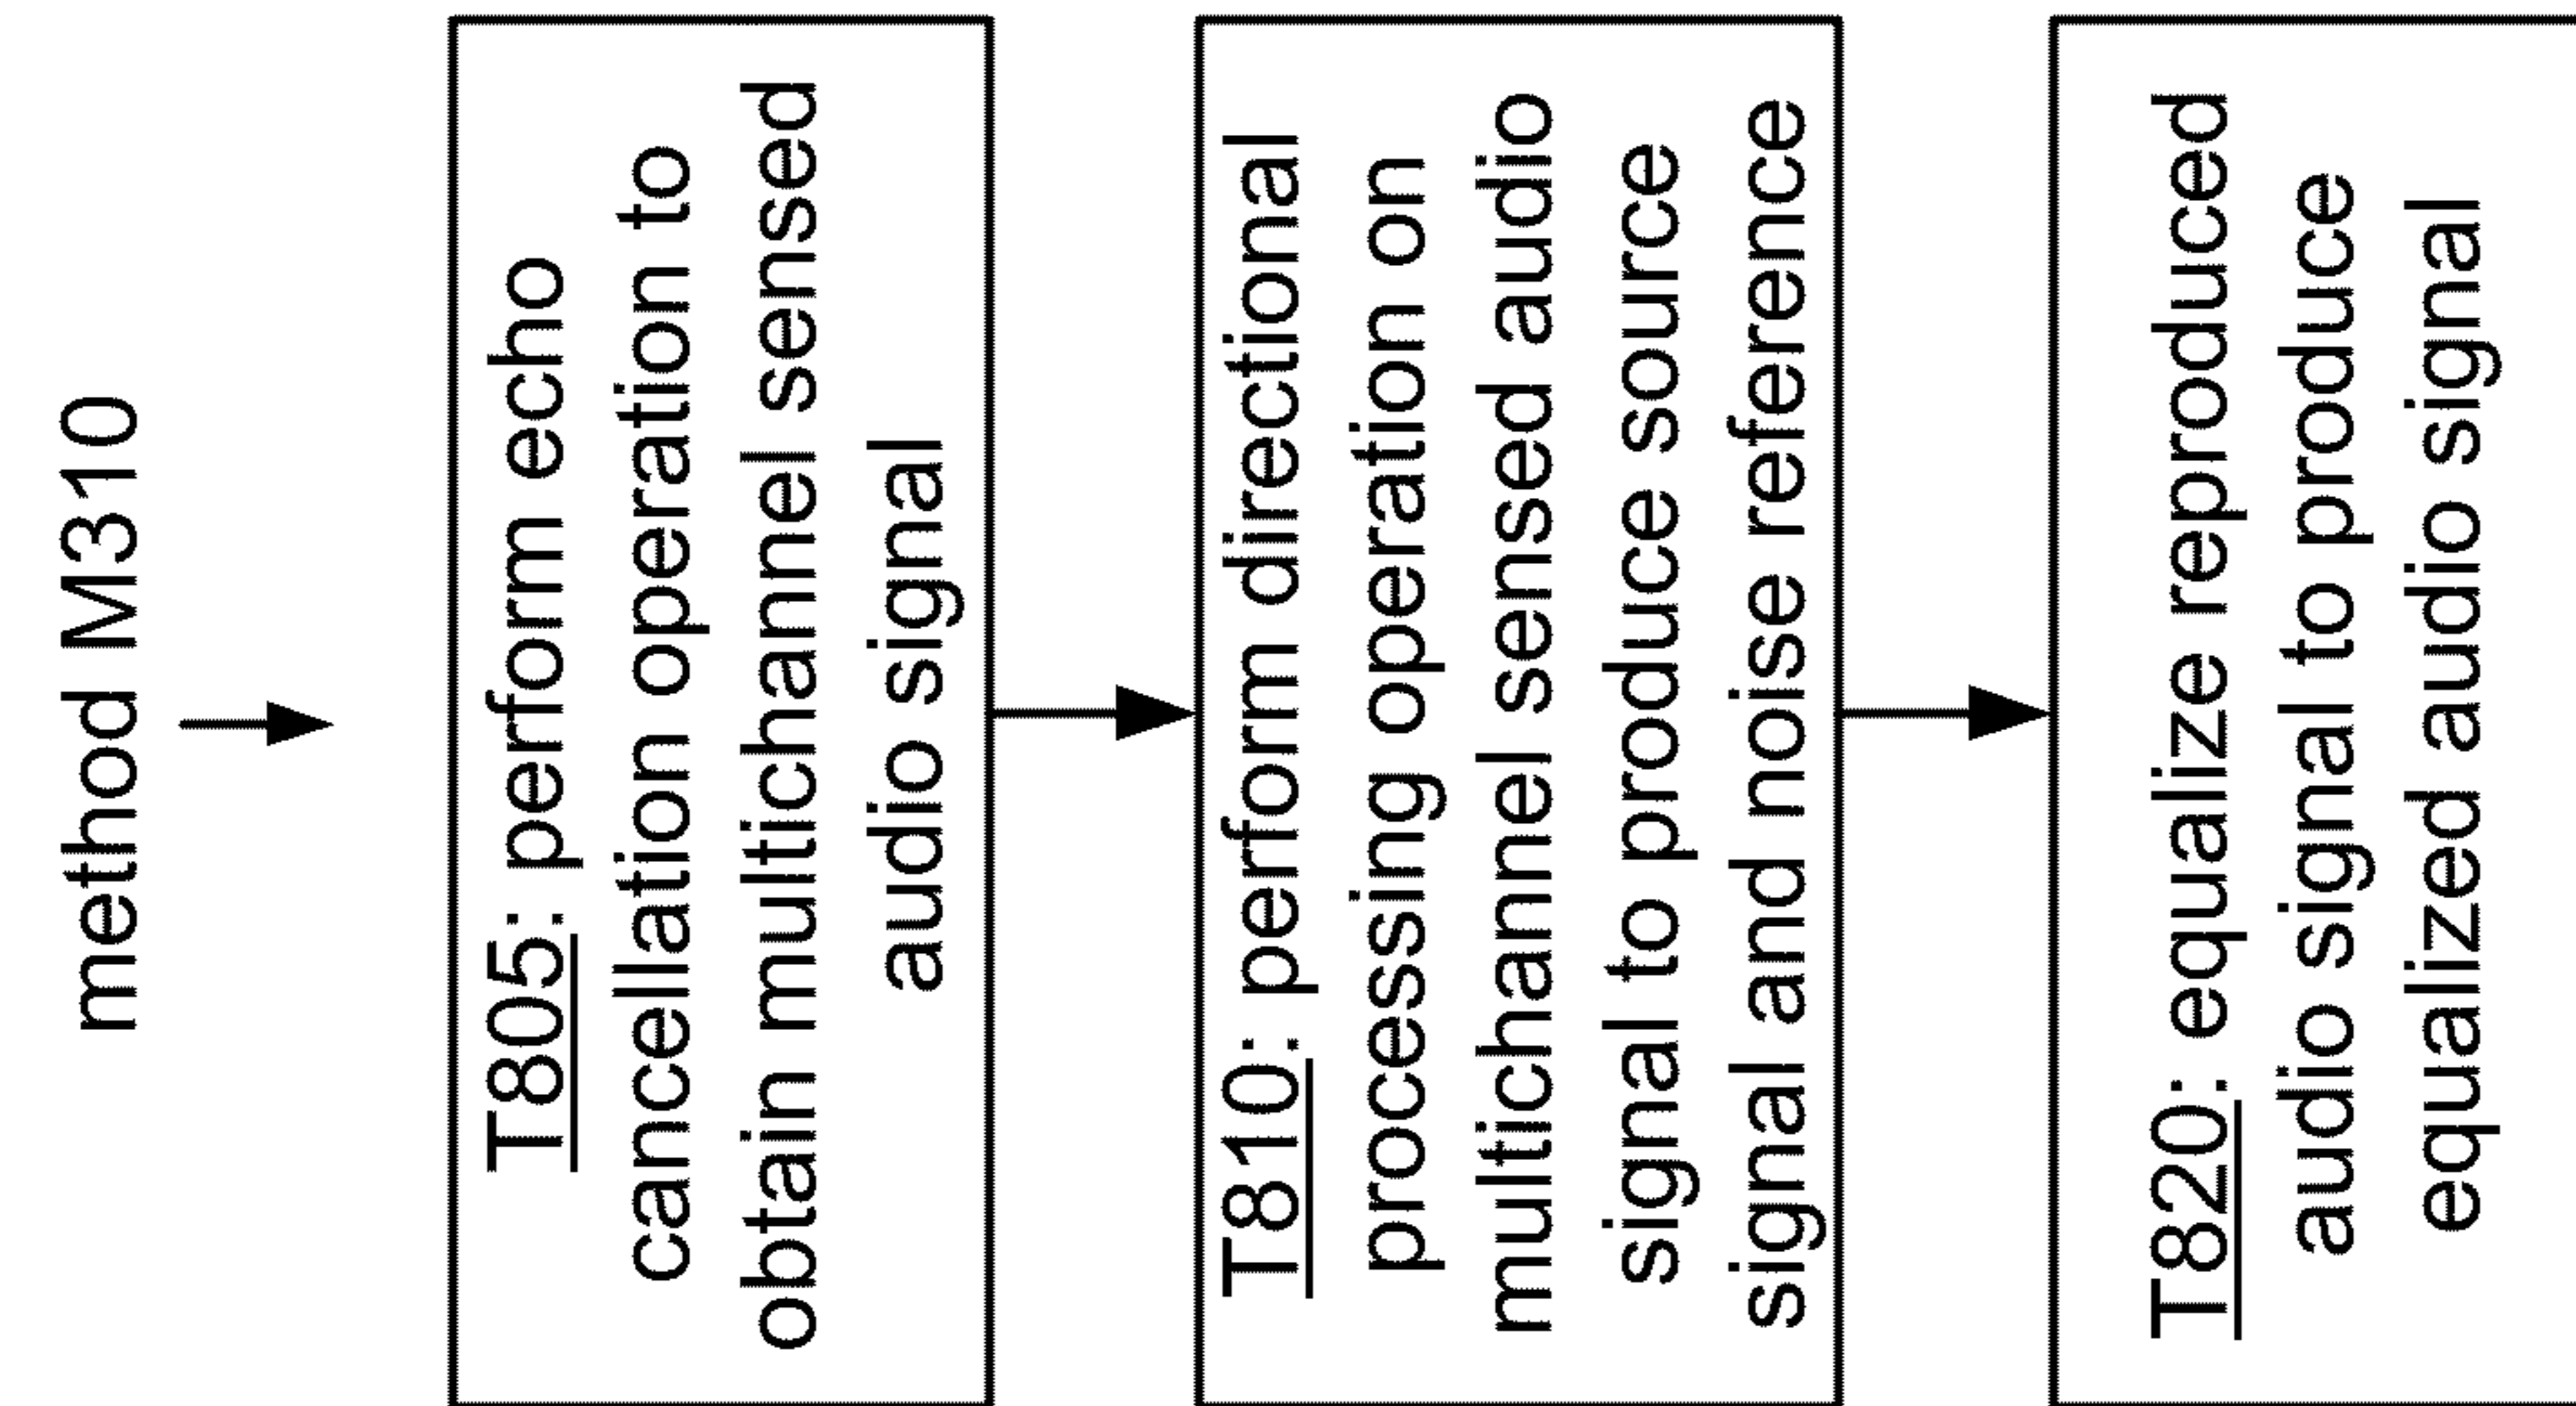 method M310
T805: perform echo
cancellation operation to
obtain multichannel sensed
audio signal
T810: perform directional
processing operation on
multichannel sensed audio
signal to produce source
signal and noise reference
T820: equalize reproduced
audio signal to produce
equalized audio signal